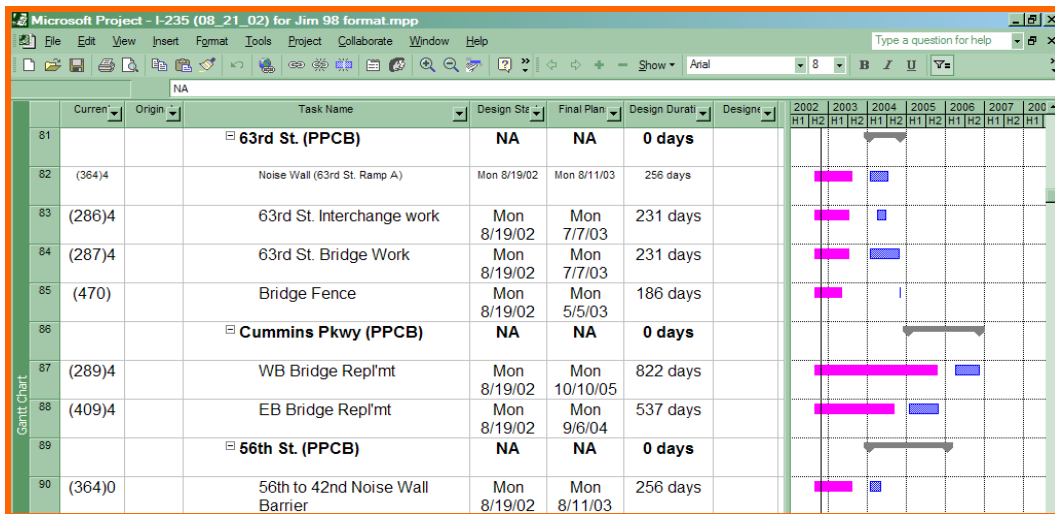 Microsoft Project - I-235 (08_21_02) for Jim 98 format.mpp
File Edit View Insert Format Tools Project Collaborate Window Help Type a question for help
Show Arial 8 B I U
NA
Curren Origin Task Name Design Sta Final Plan Design Durati Designe 2002 2003 2004 2005 2006 2007 200
H1 H2 H1 H2 H1 H2 H1 H2 H1 H2 H1 H2 H1
81 63rd St. (PPCB) NA NA 0 days
82 (364)4 Noise Wall (63rd St. Ramp A) Mon 8/19/02 Mon 8/11/03 256 days
83 (286)4 63rd St. Interchange work Mon Mon 231 days
8/19/02 7/7/03
84 (287)4 63rd St. Bridge Work Mon Mon 231 days
8/19/02 7/7/03
85 (470) Bridge Fence Mon Mon 186 days
8/19/02 5/5/03
86 Cummins Pkwy (PPCB) NA NA 0 days
87 (289)4 WB Bridge Repl'mt Mon Mon 822 days
8/19/02 10/10/05
88 (409)4 EB Bridge Repl'mt Mon Mon 537 days
8/19/02 9/6/04
89 56th St. (PPCB) NA NA 0 days
90 (364)0 56th to 42nd Noise Wall Mon Mon 256 days
Barrier 8/19/02 8/11/03
Gantt Chart